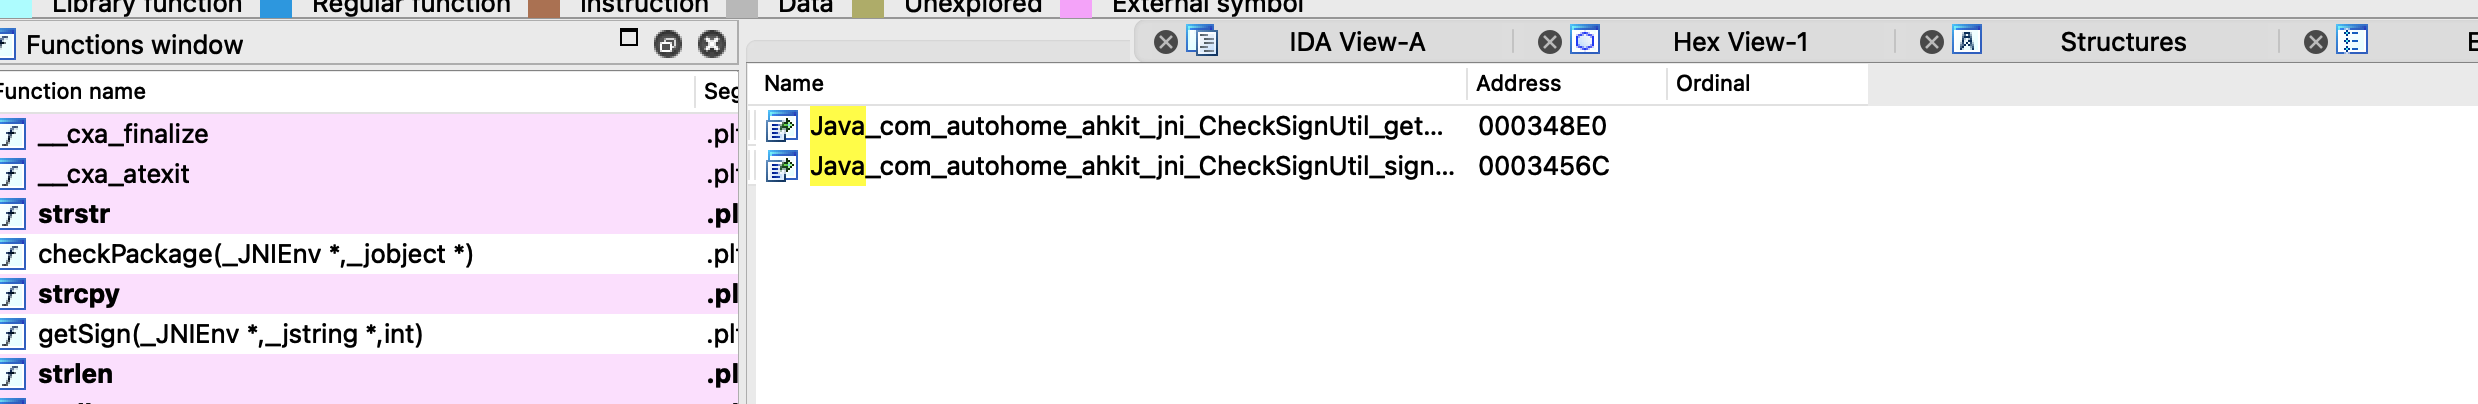 Library function Regular function Instruction Data Unexplored External symbol
Functions window
IDA View-A Hex View-1 Structures
Function name Seg
Name Address Ordinal
__cxa_finalize .pl
Java_com_autohome_ahkit_jni_CheckSignUtil_get... 000348E0
__cxa_atexit .pl
Java_com_autohome_ahkit_jni_CheckSignUtil_sign... 0003456C
strstr .pl
checkPackage(_JNIEnv *,_jobject *) .pl
strcpy .pl
getSign(_JNIEnv *,_jstring *,int) .pl
strlen .pl